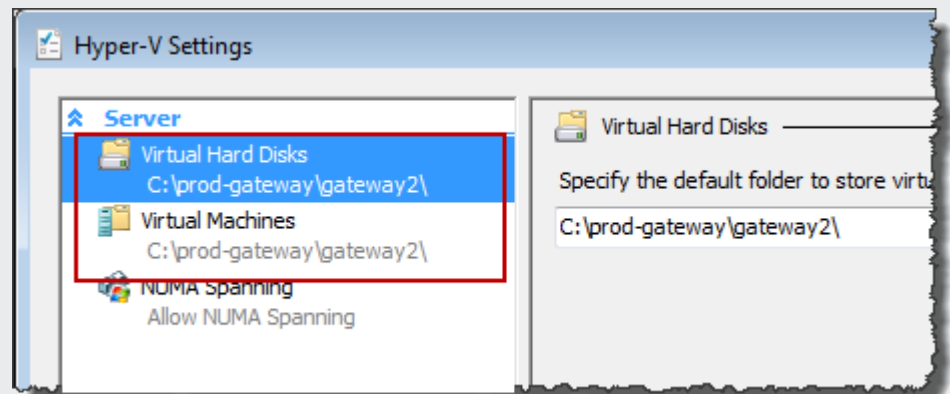 Hyper-V Settings
Server
Virtual Hard Disks
C:\prod-gateway\gateway2\
Virtual Machines
C:\prod-gateway\gateway2\
NUMA Spanning
Allow NUMA Spanning
Virtual Hard Disks
Specify the default folder to store
C:\prod-gateway\gateway2\